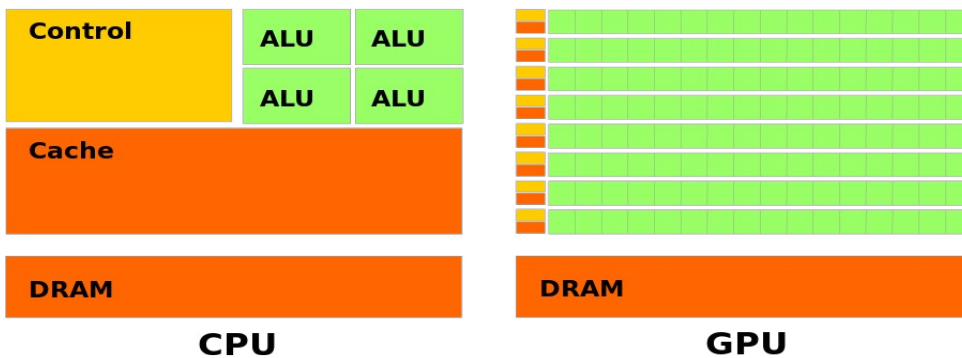 Control
ALU ALU
ALU ALU
Cache
DRAM
CPU
DRAM
GPU